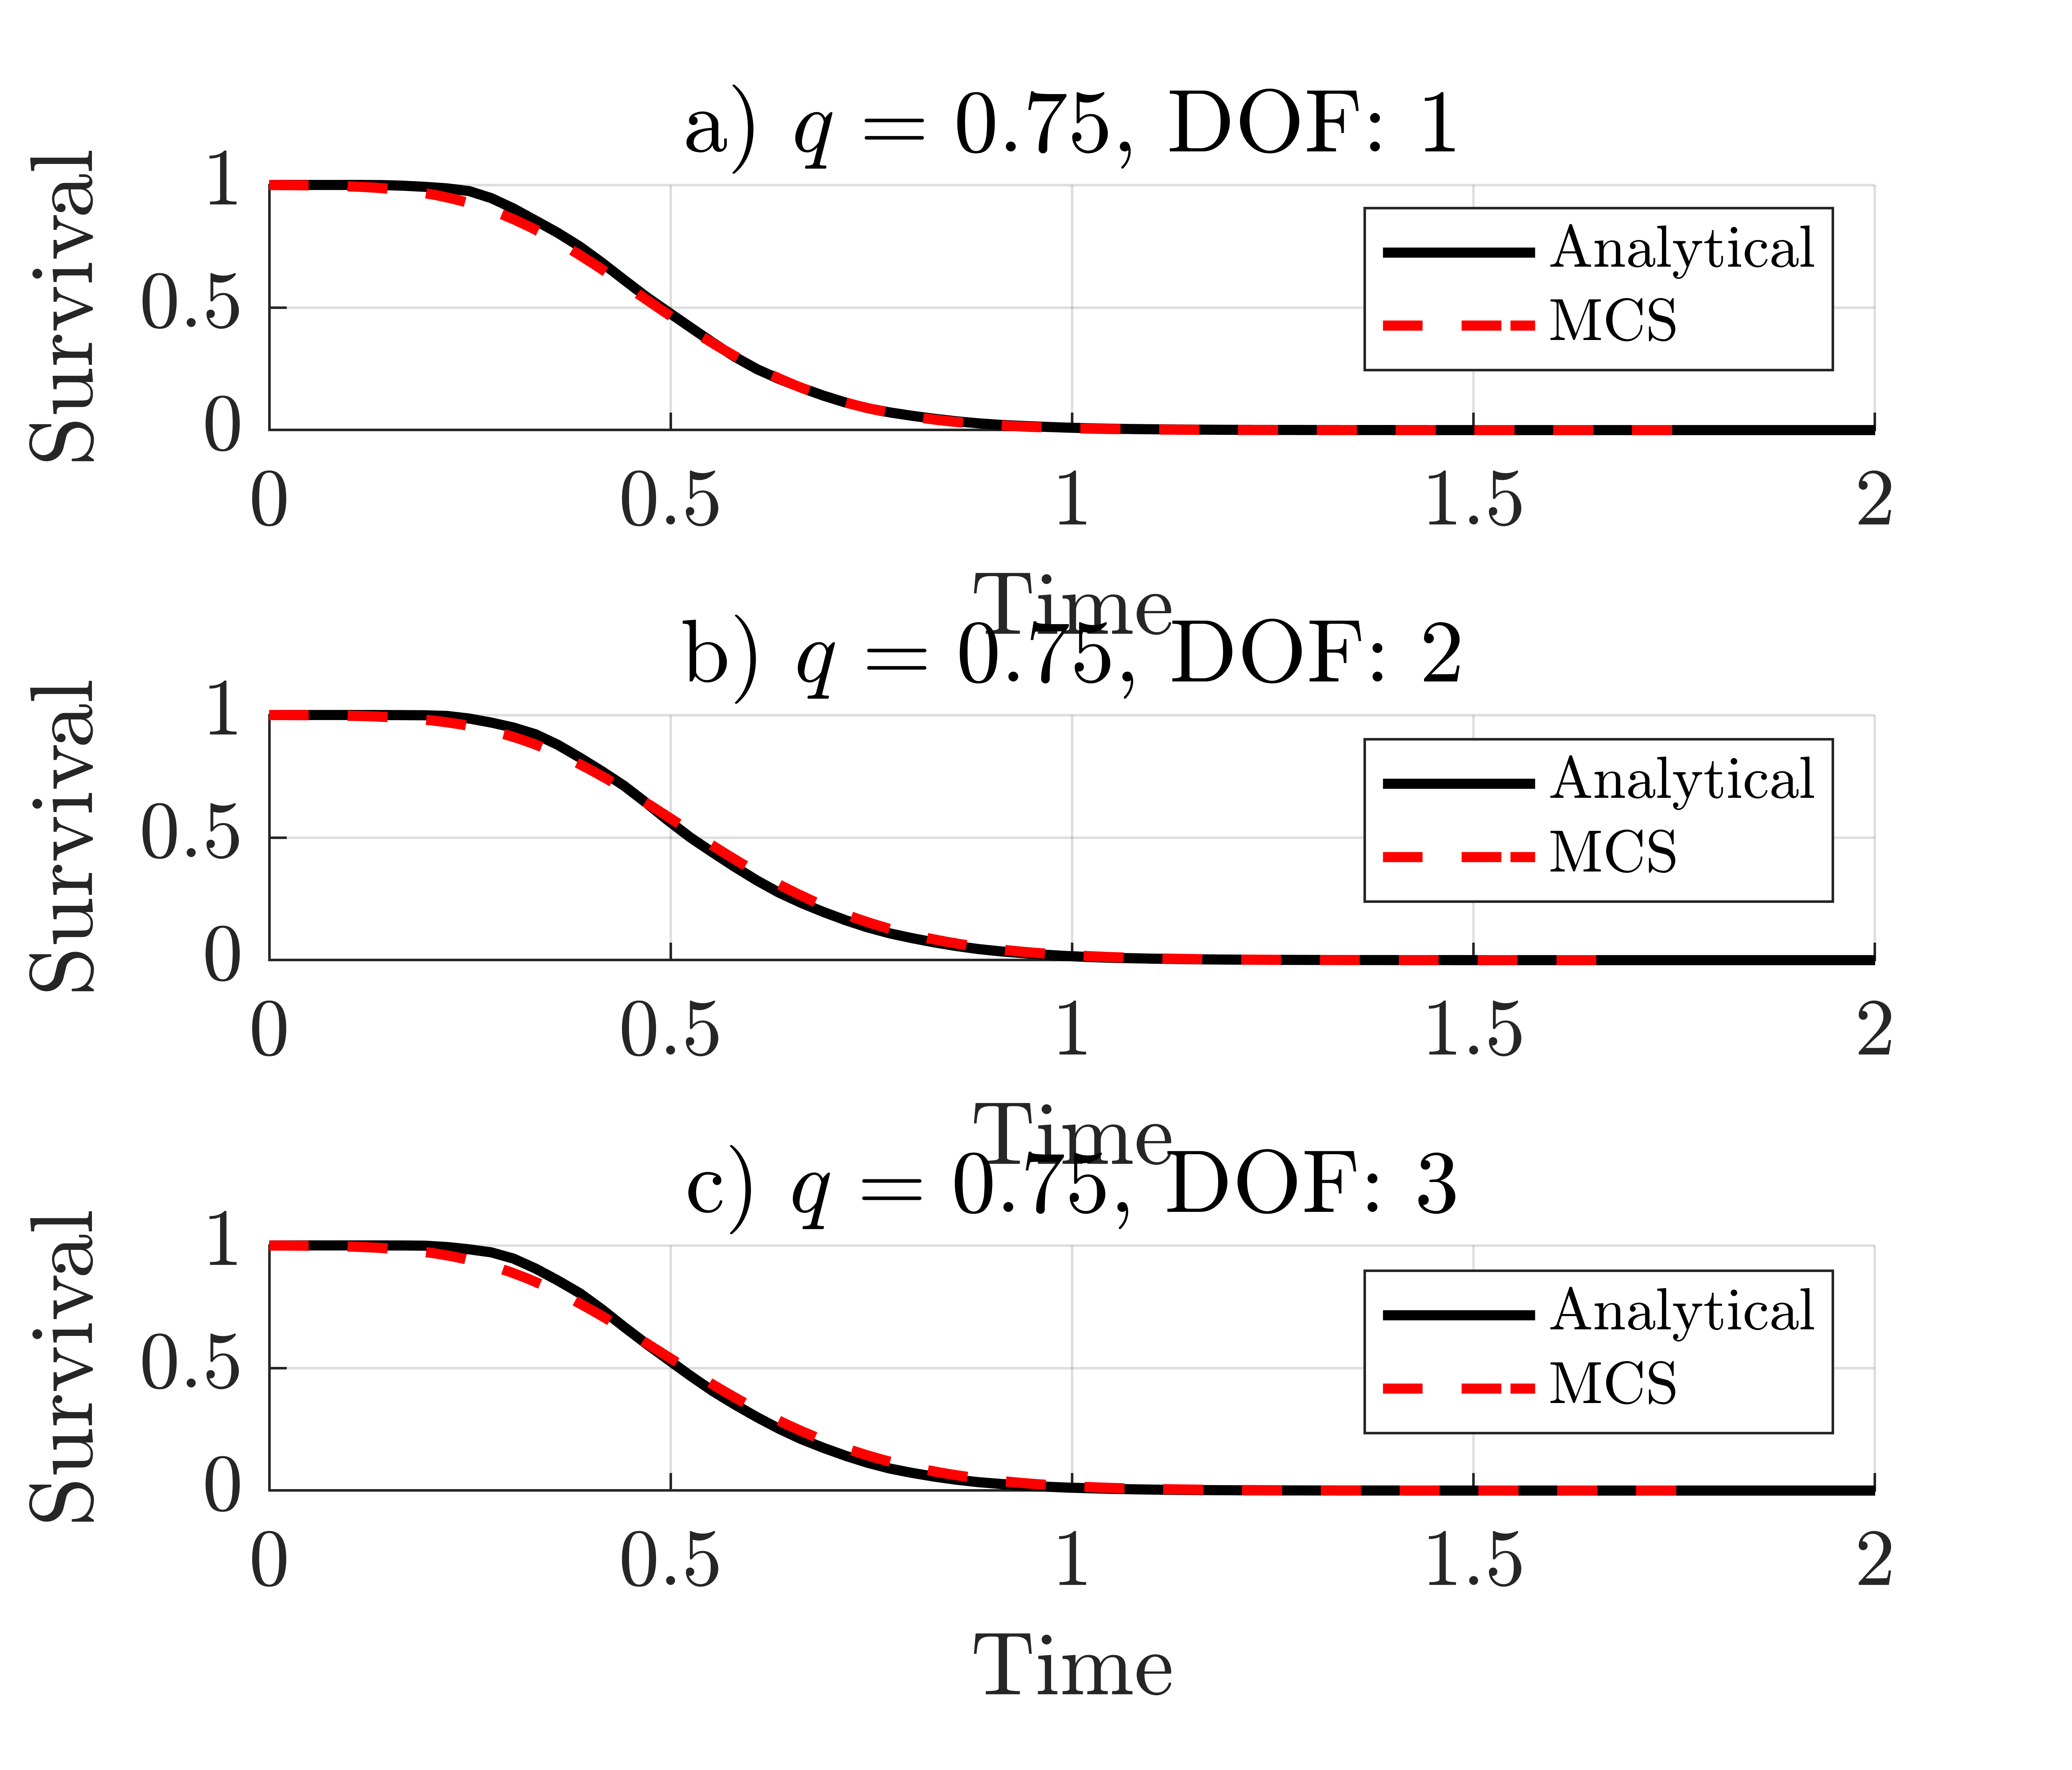 a) q = 0.75, DOF: 1
Survival
1
0.5
0
Analytical
MCS
0 0.5 1 1.5 2
Time
b) q = 0.75, DOF: 2
Survival
1
0.5
0
Analytical
MCS
0 0.5 1 1.5 2
Time
c) q = 0.75, DOF: 3
Survival
1
0.5
0
Analytical
MCS
0 0.5 1 1.5 2
Time